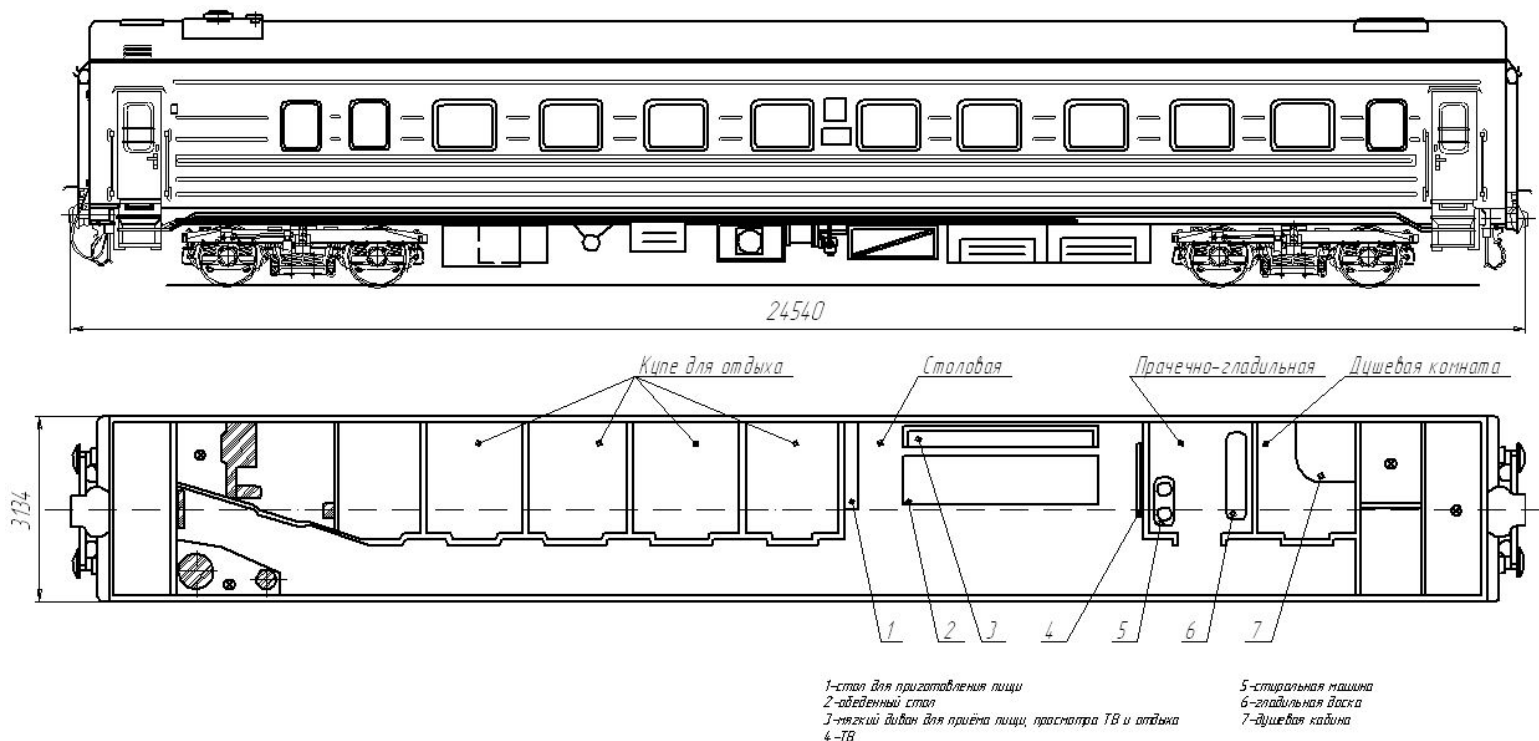 24540
Купе для отдыха
Столовая
Прачечно-гладильная
Душевая комната
3134
1 2 3 4 5 6 7
1-стол для приготовления пищи
2-обеденный стол
3-мягкий диван для приёма пищи, просмотра ТВ и отдыха
4-ТВ
5-стиральная машина
6-гладильная доска
7-душевая кабина